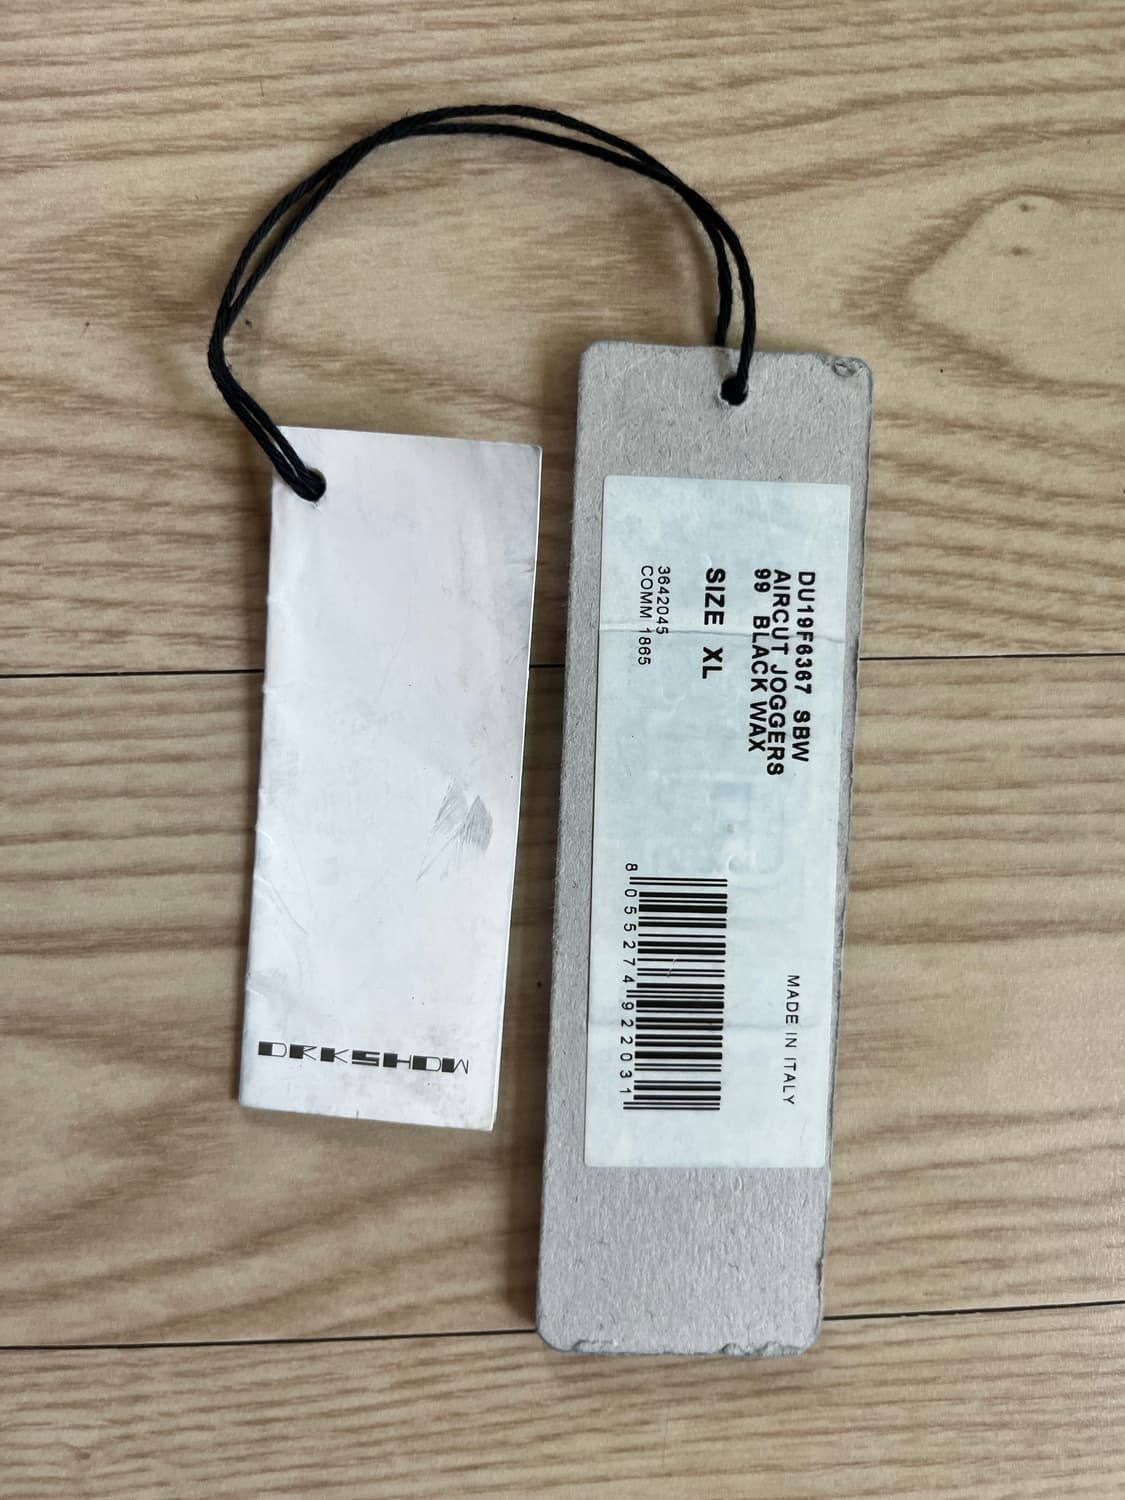 DRKSHDW
DU19F6367 SBW
AIRCUT JOGGERS
99 BLACK WAX
SIZE XL
3642045
COMM 1865
MADE IN ITALY
8 055274 922031